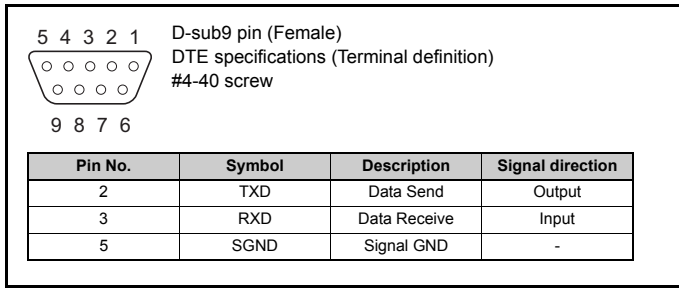 5 4 3 2 1
D-sub9 pin (Female)
DTE specifications (Terminal definition)
#4-40 screw
9 8 7 6
Pin No. Symbol Description Signal direction
2 TXD Data Send Output
3 RXD Data Receive Input
5 SGND Signal GND -